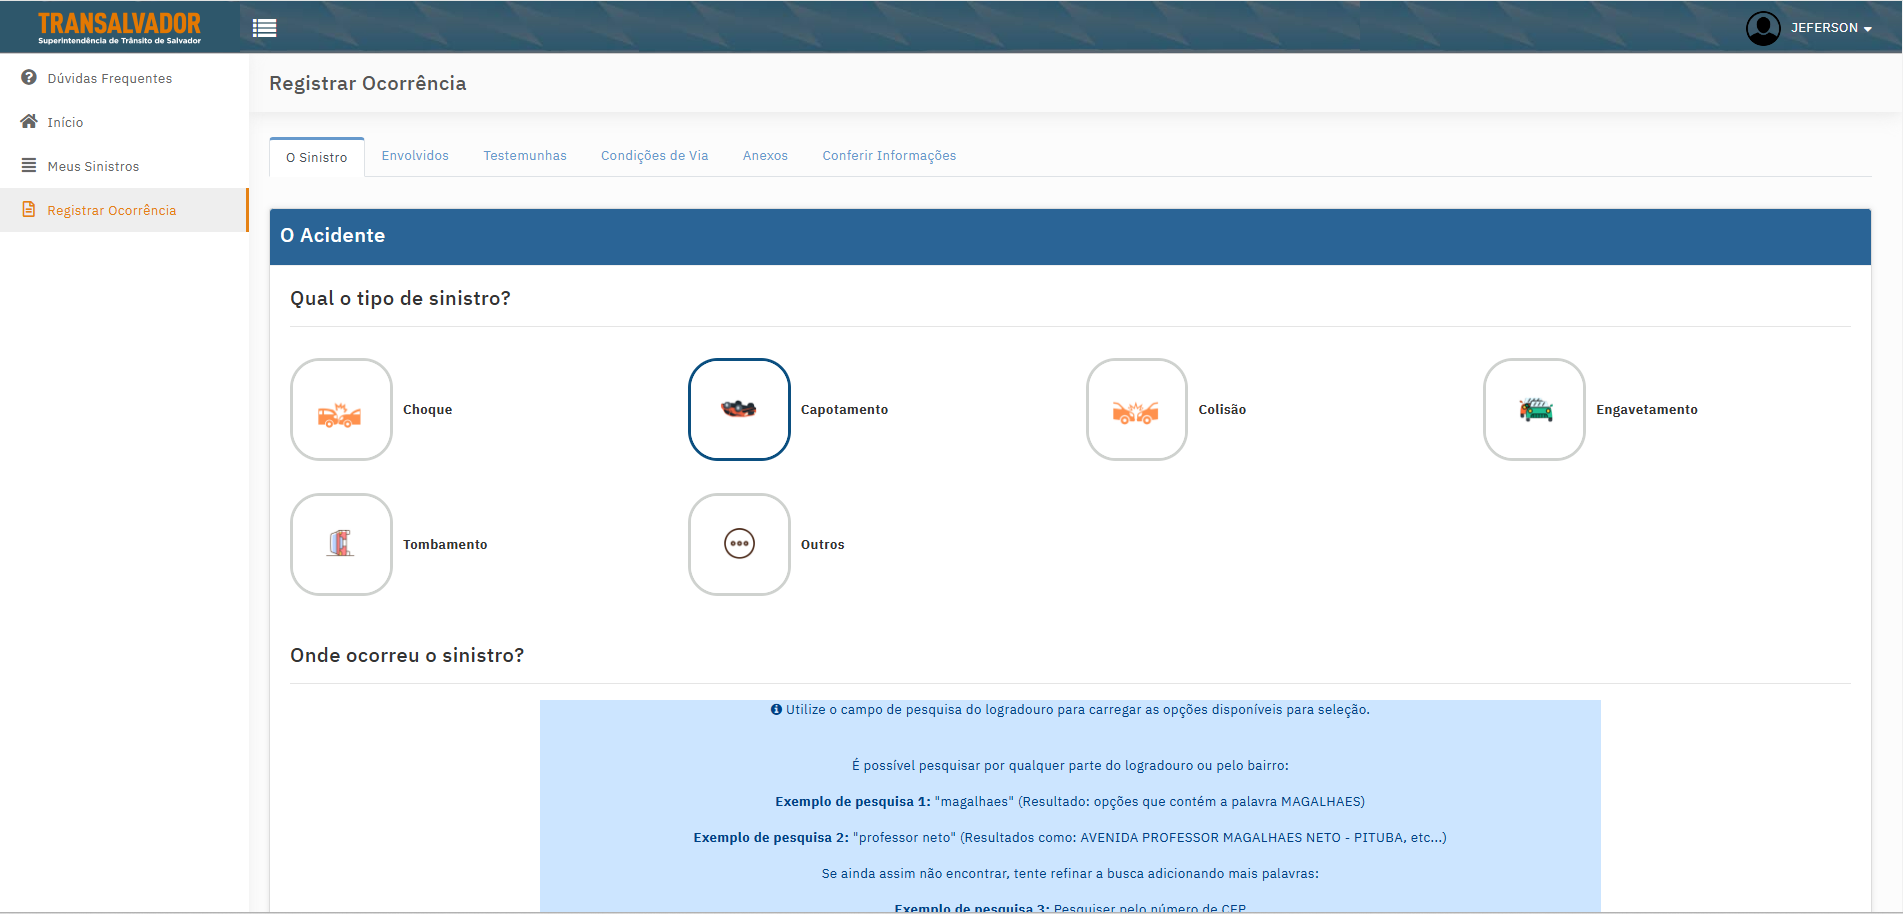 TRANSALVADOR
Superintendência de Trânsito de Salvador
JEFERSON
Dúvidas Frequentes
Início
Meus Sinistros
Registrar Ocorrência
Registrar Ocorrência
O Sinistro
Envolvidos
Testemunhas
Condições de Via
Anexos
Conferir Informações
O Acidente
Qual o tipo de sinistro?
Choque
Capotamento
Colisão
Engavetamento
Tombamento
Outros
Onde ocorreu o sinistro?
Utilize o campo de pesquisa do logradouro para carregar as opções disponíveis para seleção.
É possível pesquisar por qualquer parte do logradouro ou pelo bairro:
Exemplo de pesquisa 1: "magalhaes" (Resultado: opções que contém a palavra MAGALHAES)
Exemplo de pesquisa 2: "professor neto" (Resultados como: AVENIDA PROFESSOR MAGALHAES NETO - PITUBA, etc...)
Se ainda assim não encontrar, tente refinar a busca adicionando mais palavras:
Exemplo de pesquisa 3: Pesquiser pelo número de CEP